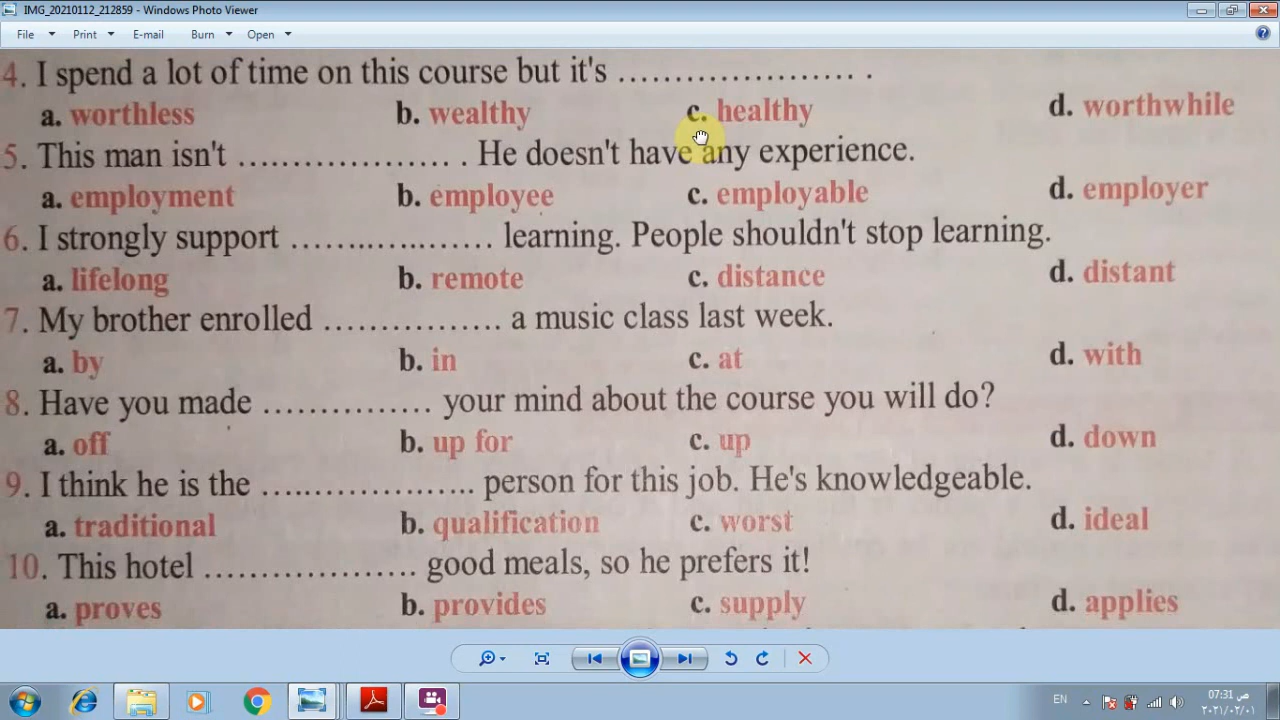 IMG_20210112_212859 - Windows Photo Viewer
File Print E-mail Burn Open
4. I spend a lot of time on this course but it's ..................... .
a. worthless b. wealthy c. healthy d. worthwhile
5. This man isn't .................... . He doesn't have any experience.
a. employment b. employee c. employable d. employer
6. I strongly support ..................... learning. People shouldn't stop learning.
a. lifelong b. remote c. distance d. distant
7. My brother enrolled ................. a music class last week.
a. by b. in c. at d. with
8. Have you made ................ your mind about the course you will do?
a. off b. up for c. up d. down
9. I think he is the ...................... person for this job. He's knowledgeable.
a. traditional b. qualification c. worst d. ideal
10. This hotel ..................... good meals, so he prefers it!
a. proves b. provides c. supply d. applies
EN
07:31 ص
٢٠٢١/٠٢/٠١